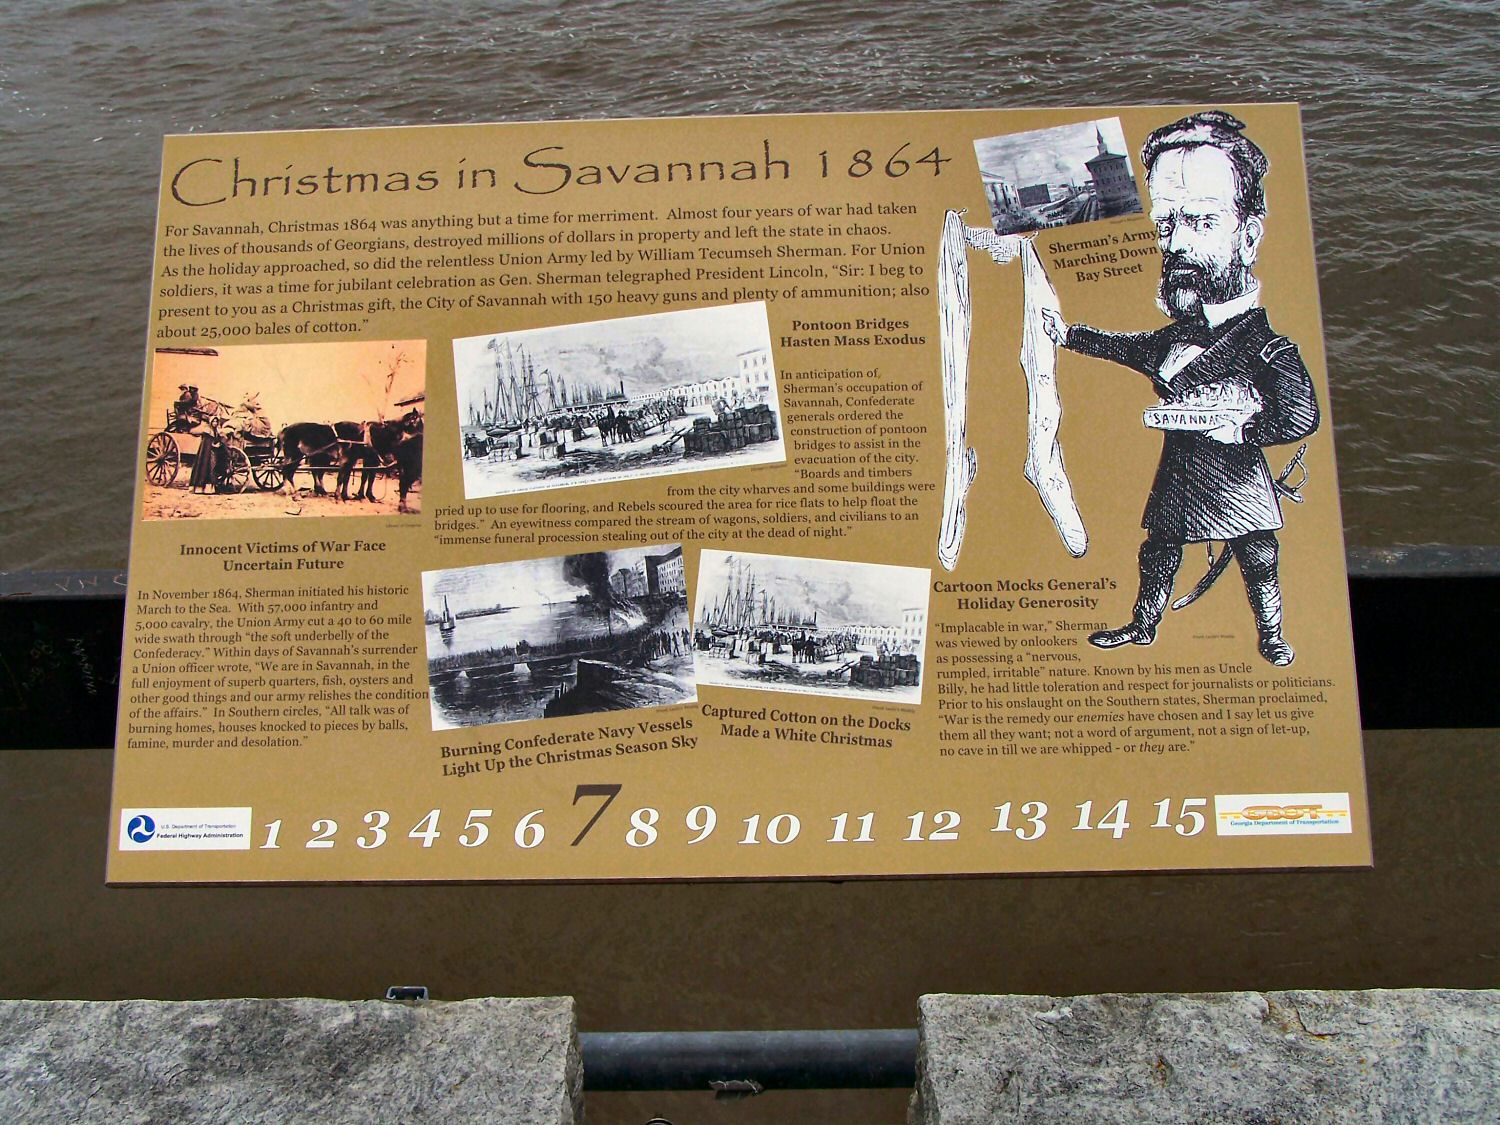 Christmas in Savannah 1864
For Savannah, Christmas 1864 was anything but a time for merriment. Almost four years of war had taken
the lives of thousands of Georgians, destroyed millions of dollars in property and left the state in chaos.
As the holiday approached, so did the relentless Union Army led by William Tecumseh Sherman. For Union
soldiers, it was a time for jubilant celebration as Gen. Sherman telegraphed President Lincoln, “Sir: I beg to
present to you as a Christmas gift, the City of Savannah with 150 heavy guns and plenty of ammunition; also
about 25,000 bales of cotton.”
Sherman's Army
Marching Down
Bay Street
Innocent Victims of War Face
Uncertain Future
In November 1864, Sherman initiated his historic
March to the Sea. With 57,000 infantry and
5,000 cavalry, the Union Army cut a 40 to 60 mile
wide swath through “the soft underbelly of the
Confederacy.” Within days of Savannah's surrender
a Union officer wrote, “We are in Savannah, in the
full enjoyment of superb quarters, fish, oysters and
other good things and our army relishes the condition
of the affairs.” In Southern circles, “All talk was of
burning homes, houses knocked to pieces by balls,
famine, murder and desolation.”
Pontoon Bridges
Hasten Mass Exodus
In anticipation of,
Sherman's occupation of
Savannah, Confederate
generals ordered the
construction of pontoon
bridges to assist in the
evacuation of the city.
“Boards and timbers
from the city wharves and some buildings were
pried up to use for flooring, and Rebels scoured the area for rice flats to help float the
bridges.” An eyewitness compared the stream of wagons, soldiers, and civilians to an
“immense funeral procession stealing out of the city at the dead of night.”
Burning Confederate Navy Vessels
Light Up the Christmas Season Sky
Captured Cotton on the Docks
Made a White Christmas
SAVANNAH
Cartoon Mocks General's
Holiday Generosity
“Implacable in war,” Sherman
was viewed by onlookers
as possessing a “nervous,
rumpled, irritable” nature. Known by his men as Uncle
Billy, he had little toleration and respect for journalists or politicians.
Prior to his onslaught on the Southern states, Sherman proclaimed,
“War is the remedy our enemies have chosen and I say let us give
them all they want; not a word of argument, not a sign of let-up,
no cave in till we are whipped - or they are.”
U.S. Department of Transportation
Federal Highway Administration
1 2 3 4 5 6 7 8 9 10 11 12 13 14 15
GDOT
Georgia Department of Transportation